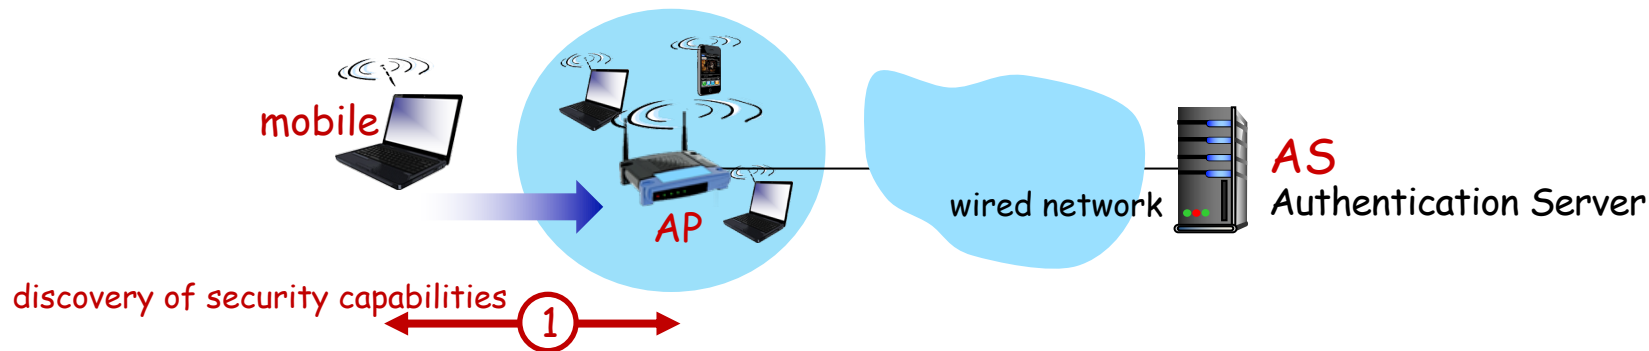 mobile
AP
wired network
AS
Authentication Server
discovery of security capabilities
1